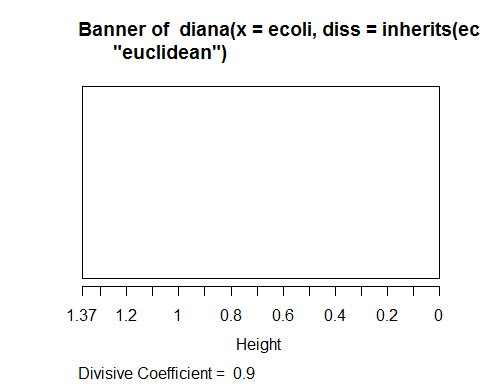 Banner of  diana(x = ecoli, diss = inherits(ec
"euclidean")
1.37 1.2 1 0.8 0.6 0.4 0.2 0
Height
Divisive Coefficient =  0.9